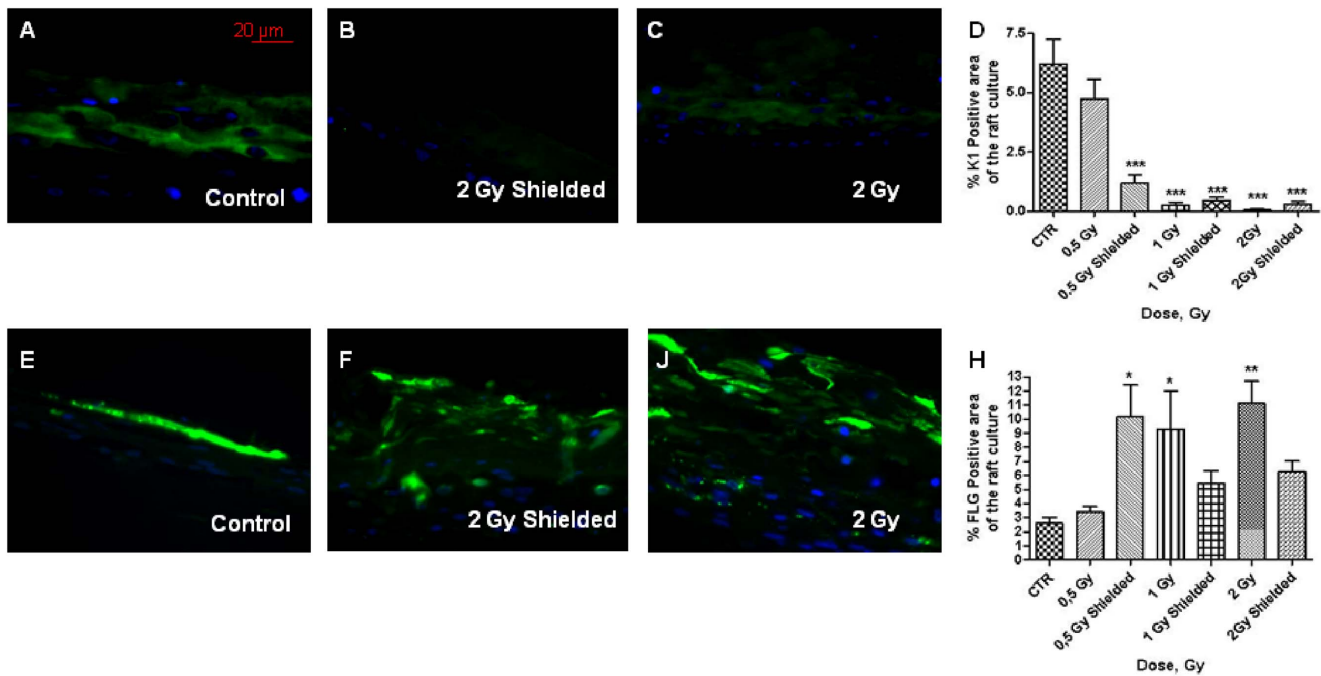 A
20 µm
Control
B
2 Gy Shielded
C
2 Gy
D
% K1 Positive area
of the raft culture
7.5
5.0
2.5
0.0
***
***
***
***
***
CTR
0.5 Gy
0.5 Gy Shielded
1 Gy
1 Gy Shielded
2Gy
2Gy Shielded
Dose, Gy
E
Control
F
2 Gy Shielded
J
2 Gy
H
% FLG Positive area
of the raft culture
13
12
11
10
9
8
7
6
5
4
3
2
1
0
*
*
**
CTR
0,5 Gy
0,5 Gy Shielded
1 Gy
1 Gy Shielded
2 Gy
2Gy Shielded
Dose, Gy